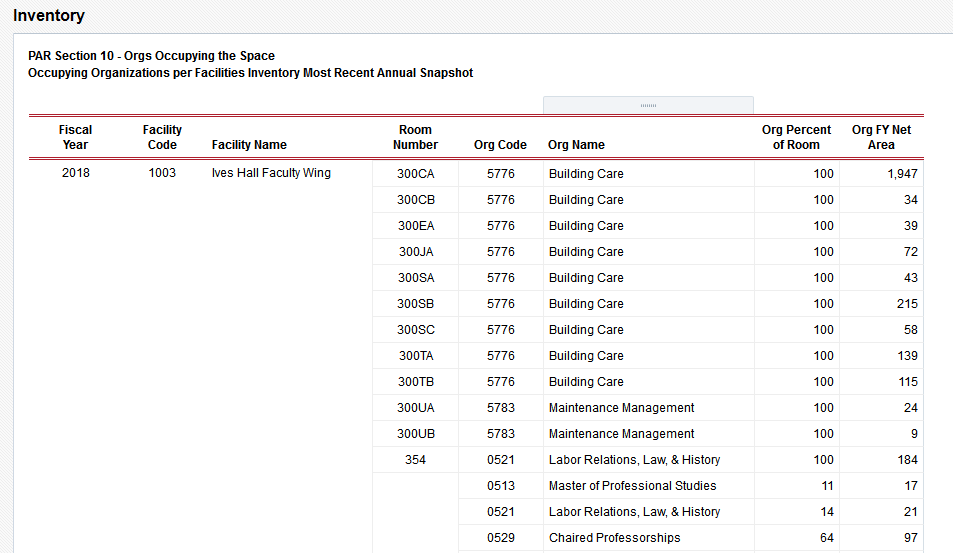 Inventory
PAR Section 10 - Orgs Occupying the Space
Occupying Organizations per Facilities Inventory Most Recent Annual Snapshot
Fiscal Year Facility Code Facility Name Room Number Org Code Org Name Org Percent of Room Org FY Net Area
2018 1003 Ives Hall Faculty Wing 300CA 5776 Building Care 100 1,947
300CB 5776 Building Care 100 34
300EA 5776 Building Care 100 39
300JA 5776 Building Care 100 72
300SA 5776 Building Care 100 43
300SB 5776 Building Care 100 215
300SC 5776 Building Care 100 58
300TA 5776 Building Care 100 139
300TB 5776 Building Care 100 115
300UA 5783 Maintenance Management 100 24
300UB 5783 Maintenance Management 100 9
354 0521 Labor Relations, Law, & History 100 184
0513 Master of Professional Studies 11 17
0521 Labor Relations, Law, & History 14 21
0529 Chaired Professorships 64 97